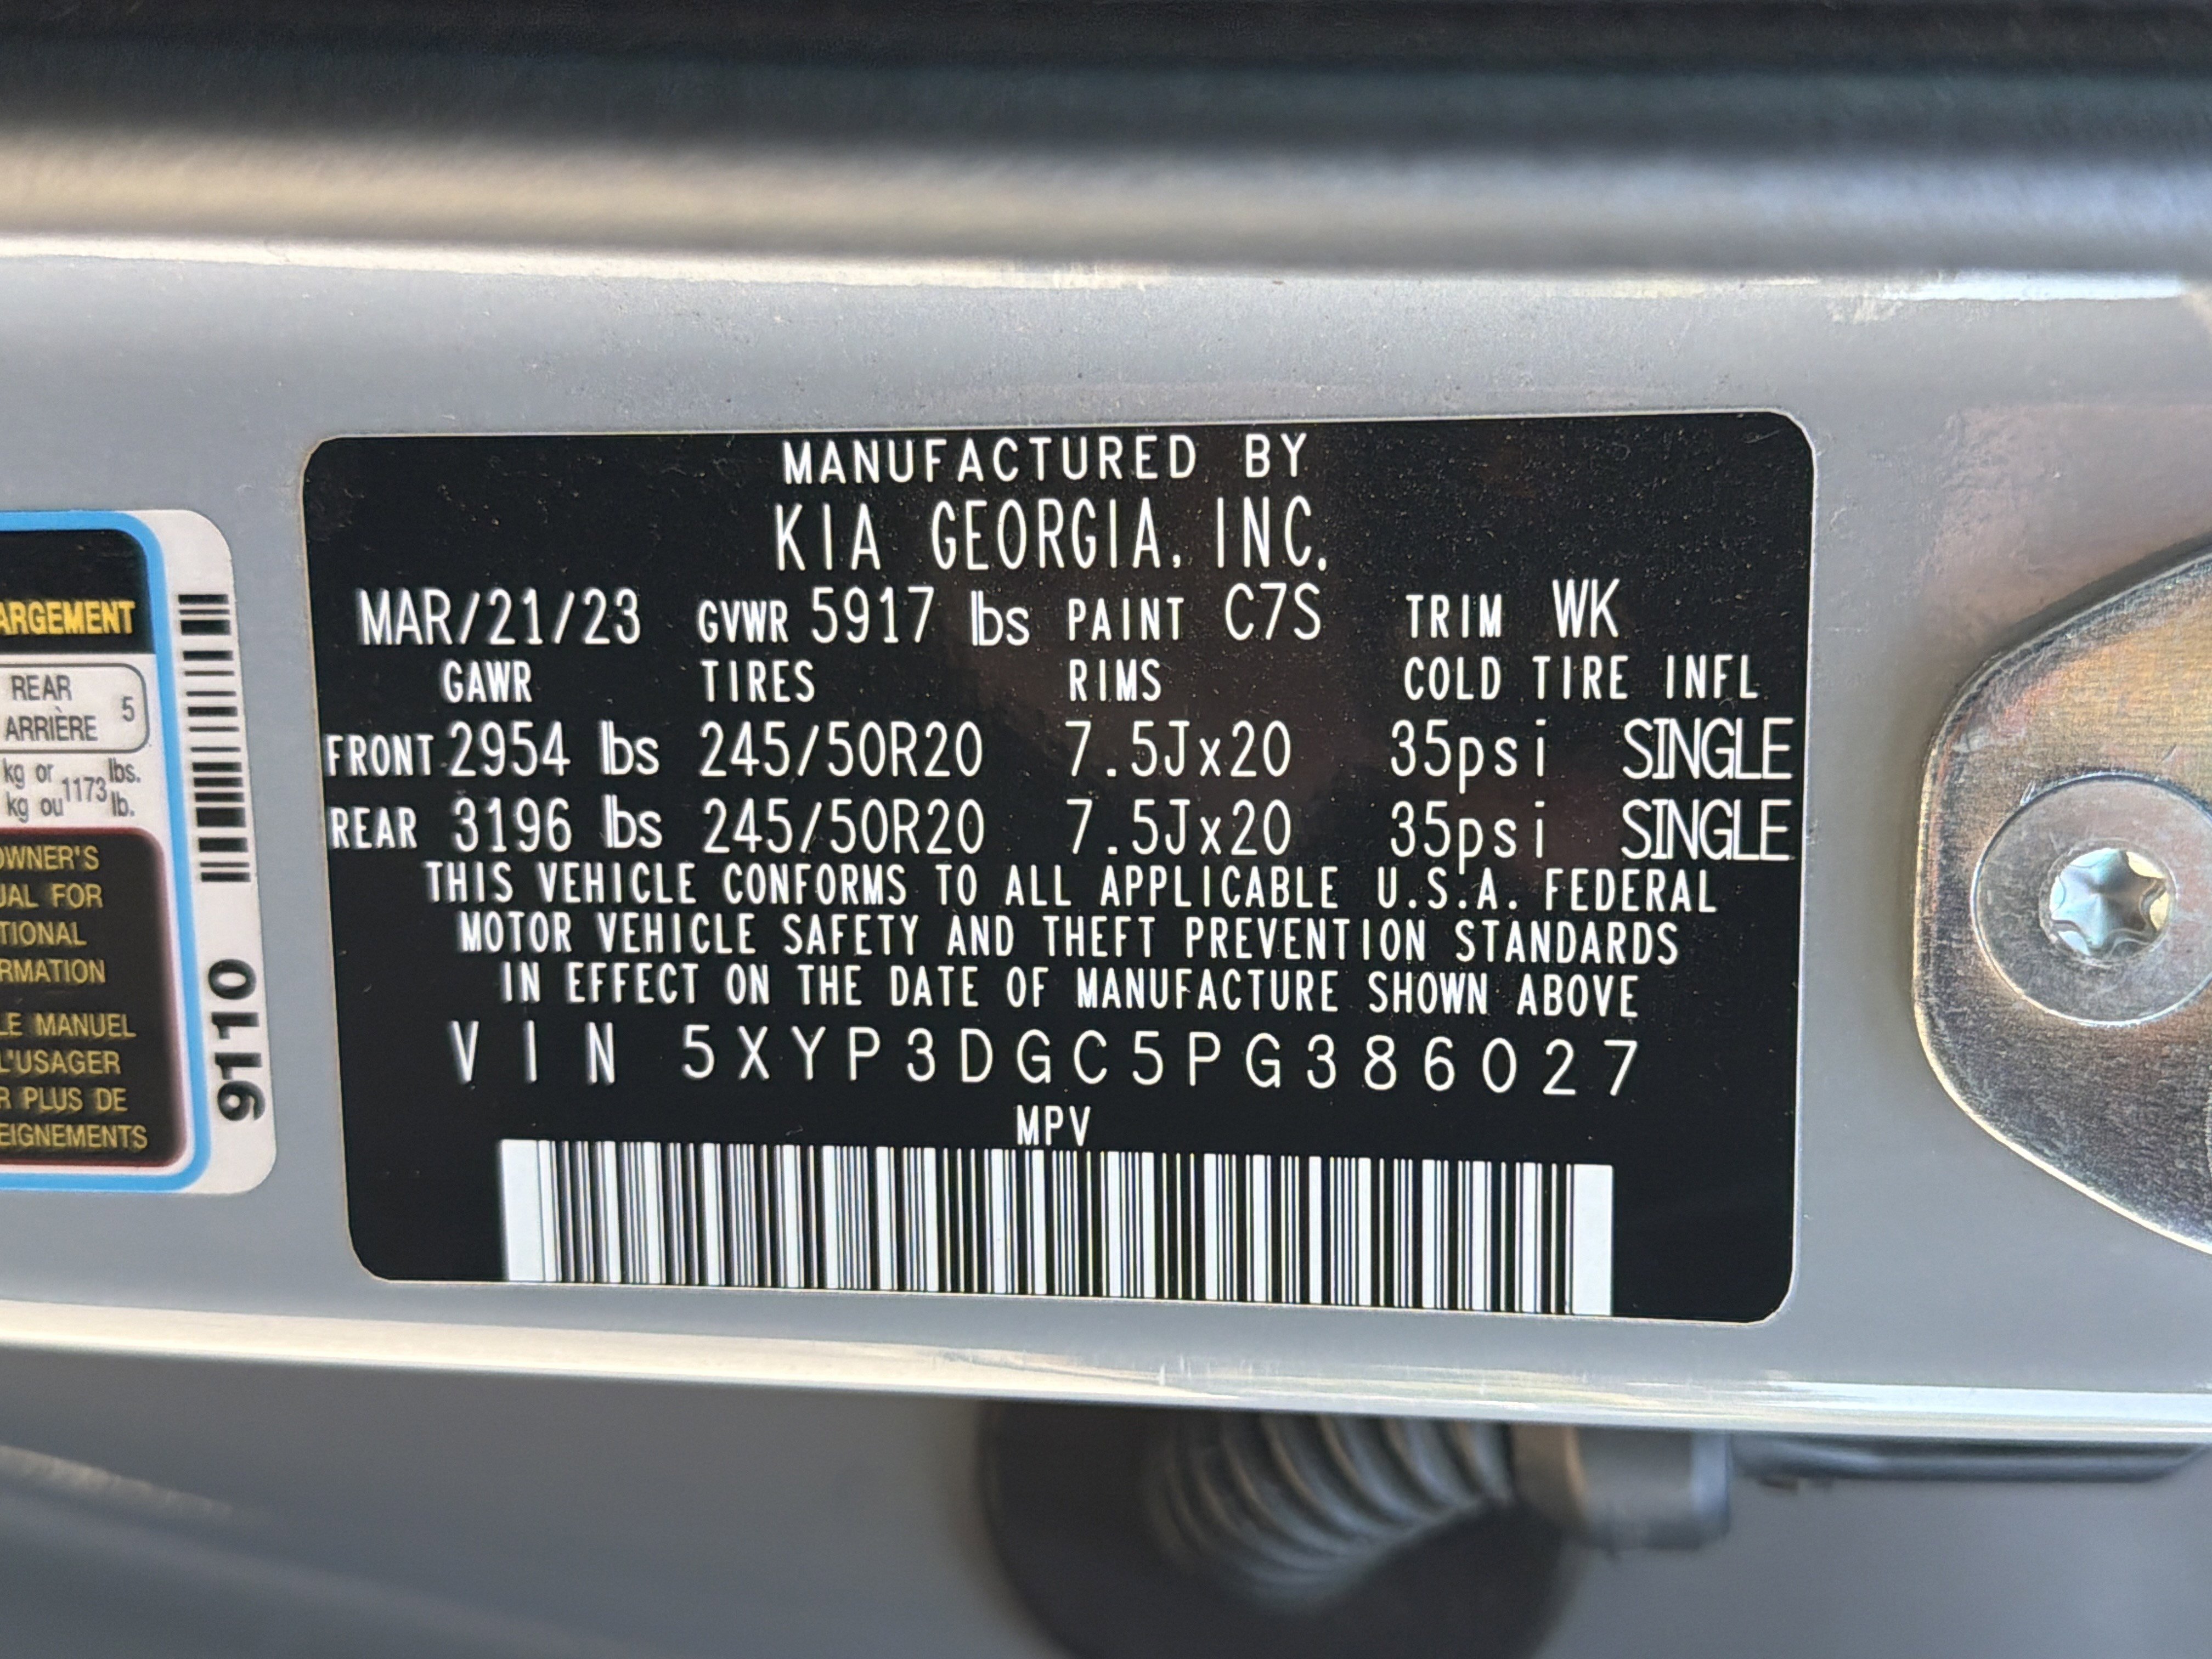 MANUFACTURED BY
KIA GEORGIA, INC.
MAR/21/23 GVWR 5917 lbs PAINT C7S TRIM WK
GAWR TIRES RIMS COLD TIRE INFL
FRONT 2954 lbs 245/50R20 7.5Jx20 35psi SINGLE
REAR 3196 lbs 245/50R20 7.5Jx20 35psi SINGLE
THIS VEHICLE CONFORMS TO ALL APPLICABLE U.S.A. FEDERAL
MOTOR VEHICLE SAFETY AND THEFT PREVENTION STANDARDS
IN EFFECT ON THE DATE OF MANUFACTURE SHOWN ABOVE
VIN 5XYP3DGC5PG386027
MPV
ARGEMENT
REAR
ARRIÈRE 5
kg or 1173 lbs.
kg ou lb.
OWNER'S
UAL FOR
TIONAL
RMATION
LE MANUEL
L'USAGER
R PLUS DE
EIGNEMENTS
9110